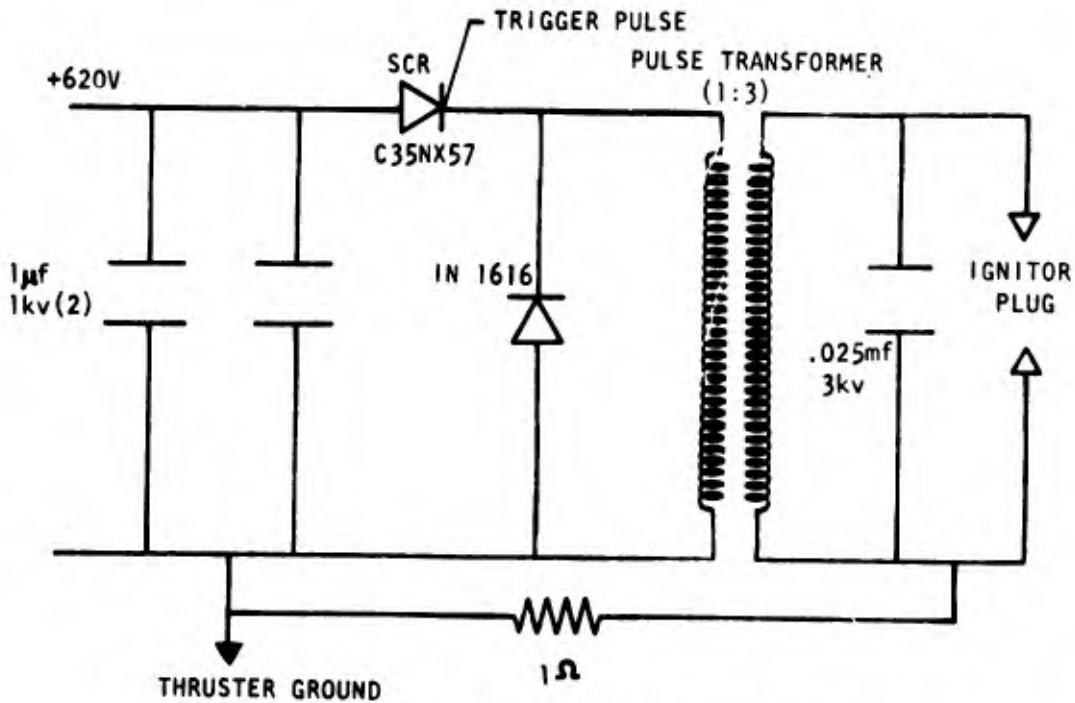 TRIGGER PULSE
SCR
PULSE TRANSFORMER
(1:3)
+620V
C35NX57
1µf
1kv(2)
IN 1616
IGNITOR
PLUG
.025mf
3kv
1Ω
THRUSTER GROUND